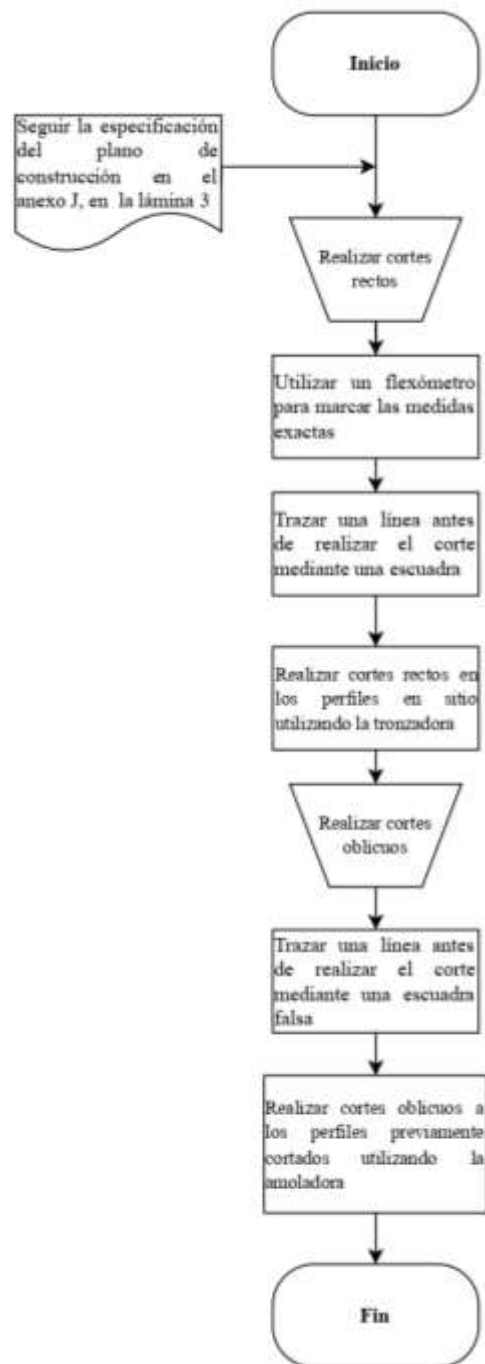 Inicio
Seguir la especificación
del plano de
construcción en el
anexo J, en la lámina 3
Realizar cortes
rectos
Utilizar un flexómetro
para marcar las medidas
exactas
Trazar una línea antes
de realizar el corte
mediante una escuadra
Realizar cortes rectos en
los perfiles en sitio
utilizando la tronzadora
Realizar cortes
oblicuos
Trazar una línea antes
de realizar el corte
mediante una escuadra
falsa
Realizar cortes oblicuos a
los perfiles previamente
cortados utilizando la
amoladora
Fin